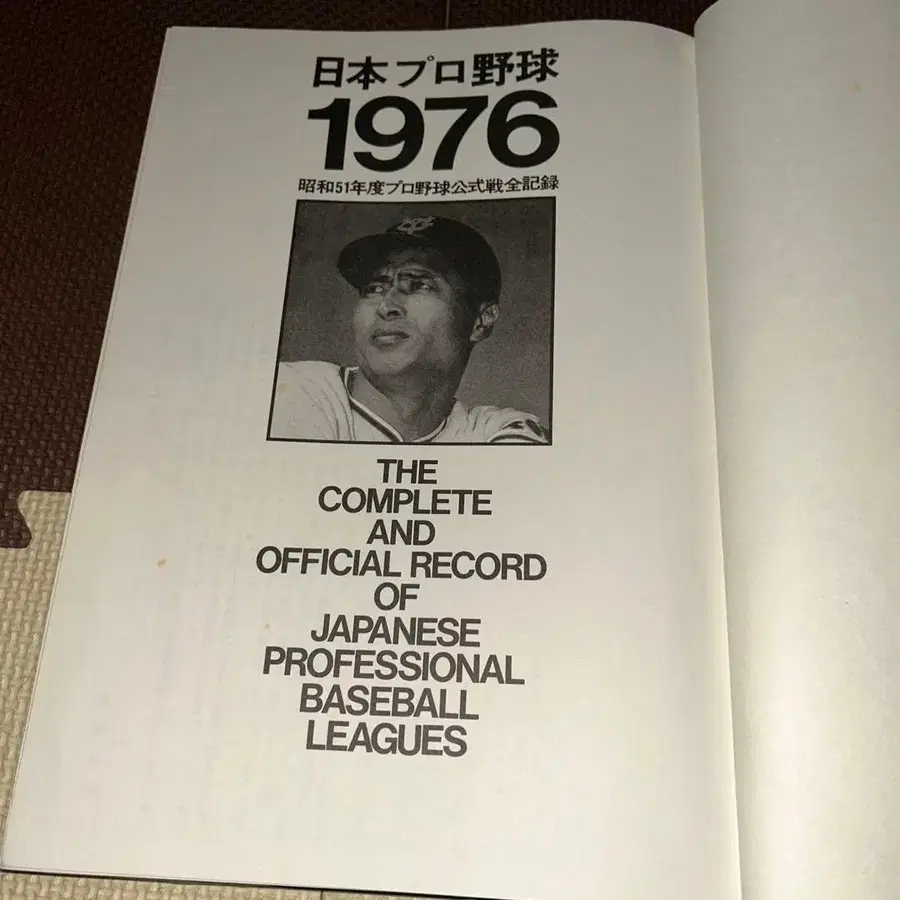 日本プロ野球
1976
昭和51年度プロ野球公式戦全記録
THE
COMPLETE
AND
OFFICIAL RECORD
OF
JAPANESE
PROFESSIONAL
BASEBALL
LEAGUES